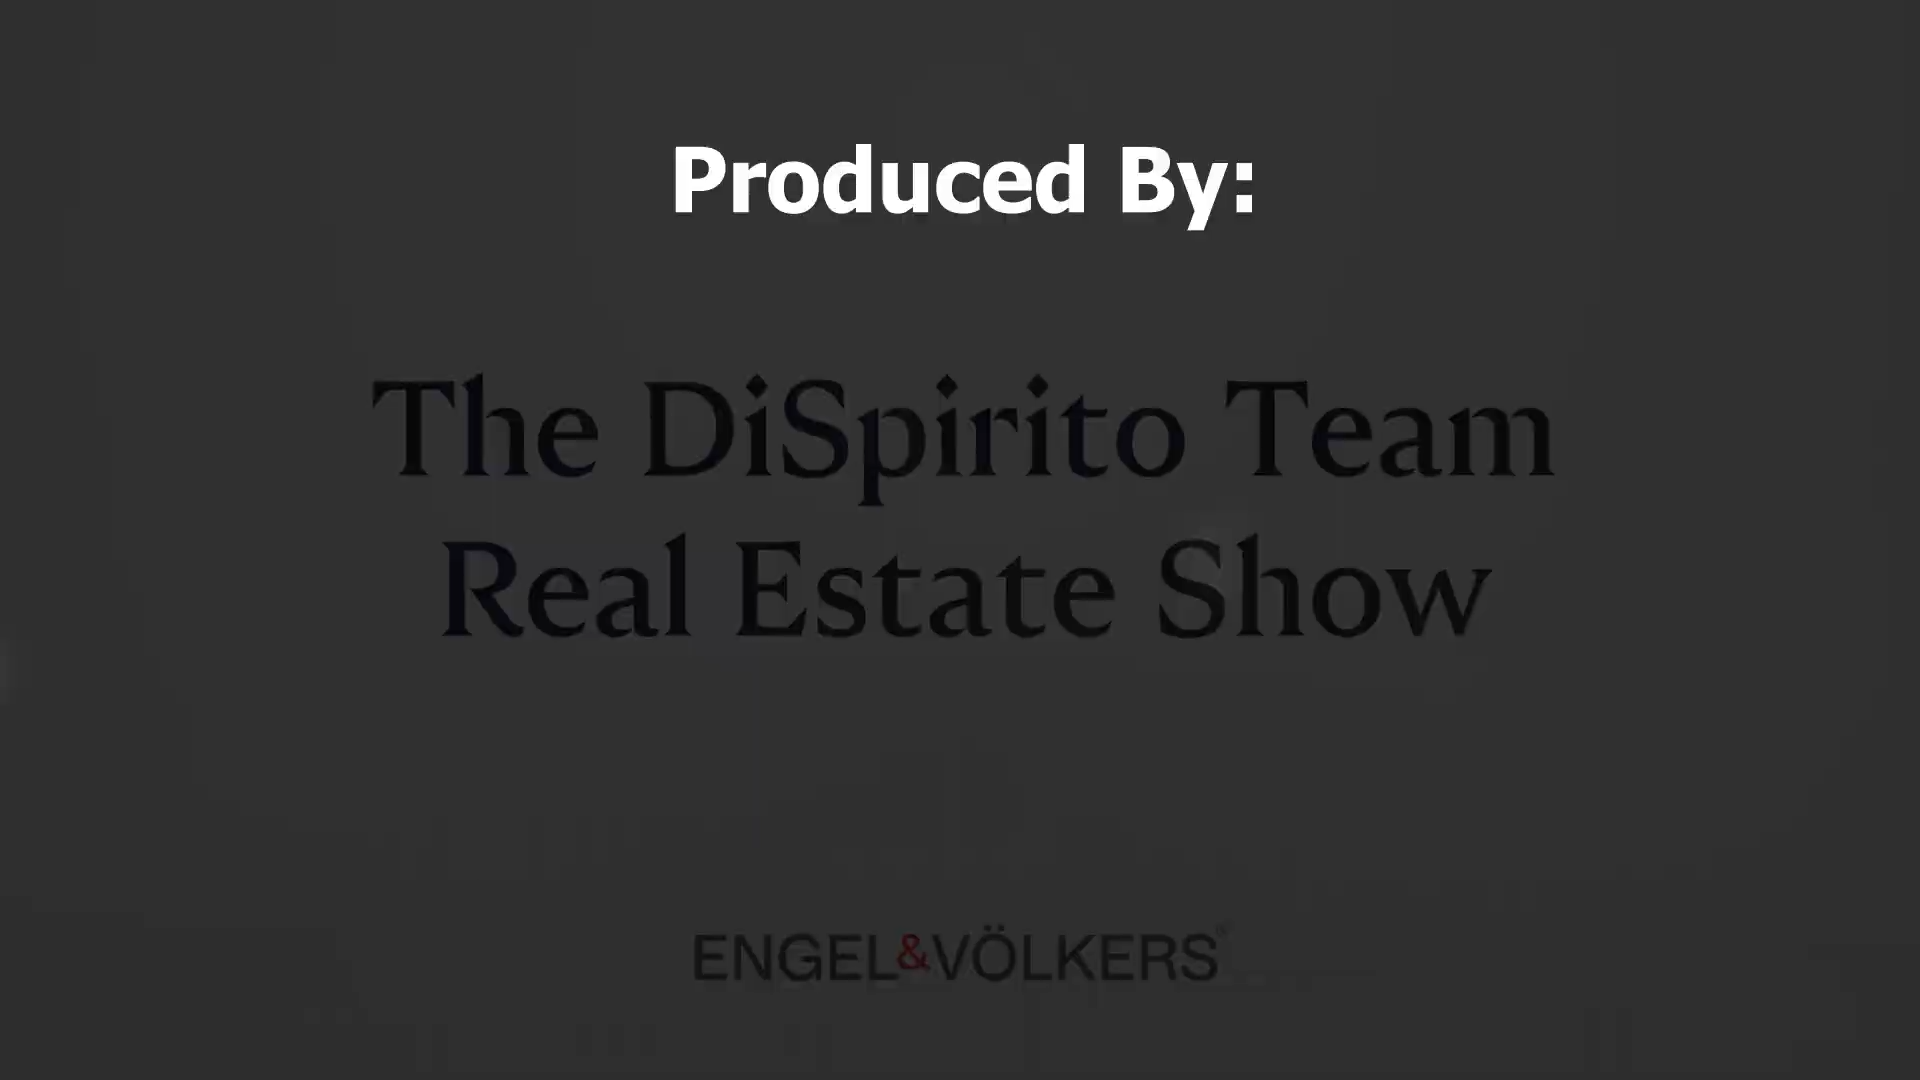 Produced By:
The DiSpirito Team
Real Estate Show
ENGEL&VÖLKERS®